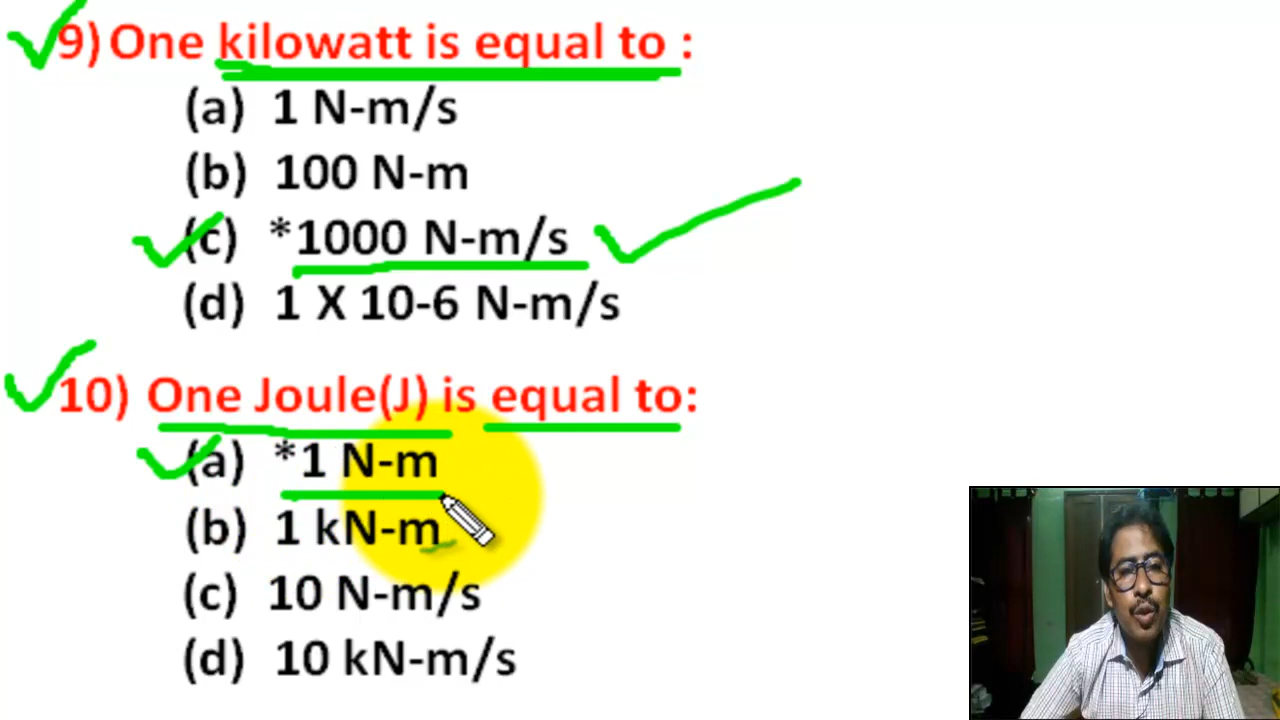 9) One kilowatt is equal to :
(a) 1 N-m/s
(b) 100 N-m
(c) *1000 N-m/s
(d) 1 X 10-6 N-m/s
10) One Joule(J) is equal to:
(a) *1 N-m
(b) 1 kN-m
(c) 10 N-m/s
(d) 10 kN-m/s